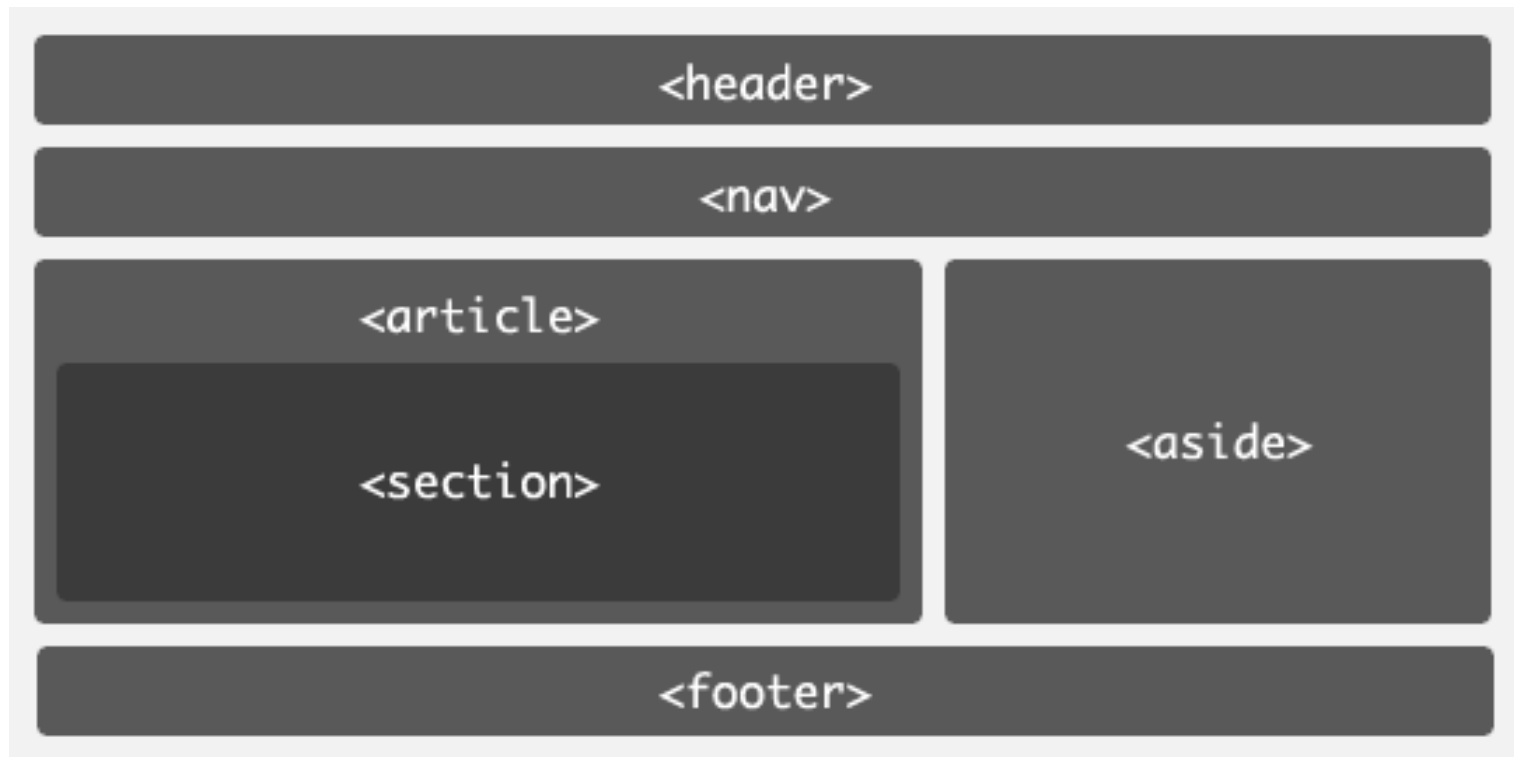 <header>
<nav>
<article>
<section>
<aside>
<footer>